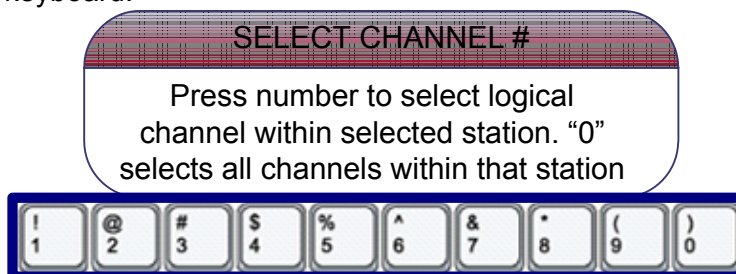 keyboard.
SELECT CHANNEL #
Press number to select logical
channel within selected station. “0”
selects all channels within that station
! @ # $ % ^ & * ( )
1 2 3 4 5 6 7 8 9 0